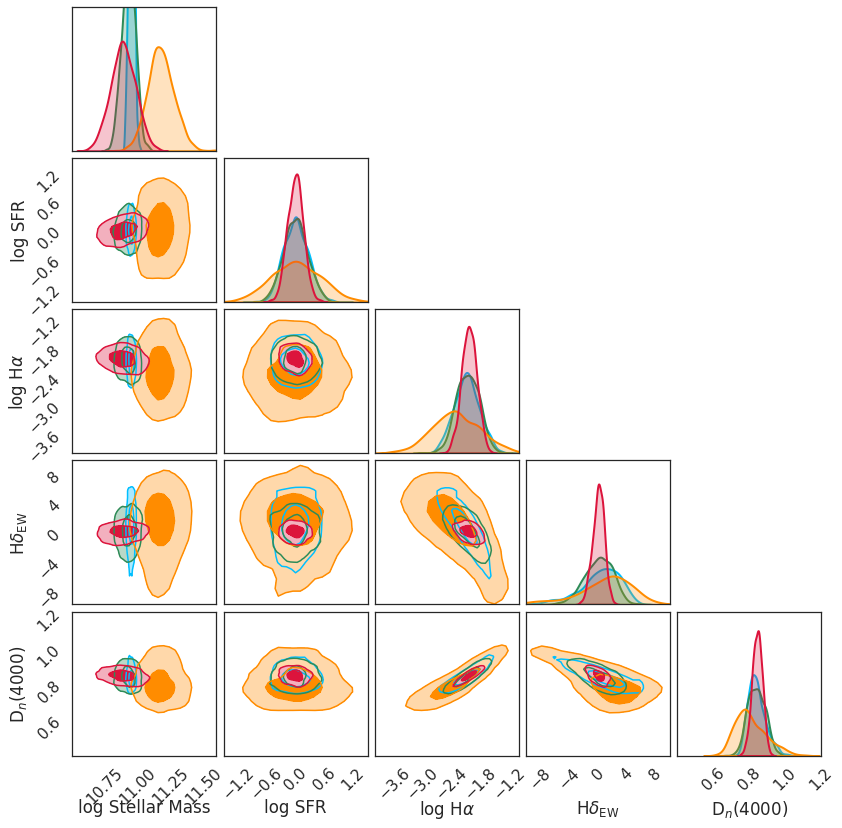 1.2
0.6
0.0
−0.6
−1.2
log SFR
−1.2
−1.8
−2.4
−3.0
−3.6
log Hα
8
4
0
−4
−8
HδEW
1.2
1.0
0.8
0.6
Dn(4000)
10.75 11.00 11.25 11.50
−1.2 −0.6 0.0 0.6 1.2
−3.6 −3.0 −2.4 −1.8 −1.2
−8 −4 0 4 8
0.6 0.8 1.0 1.2
log Stellar Mass
log SFR
log Hα
HδEW
Dn(4000)